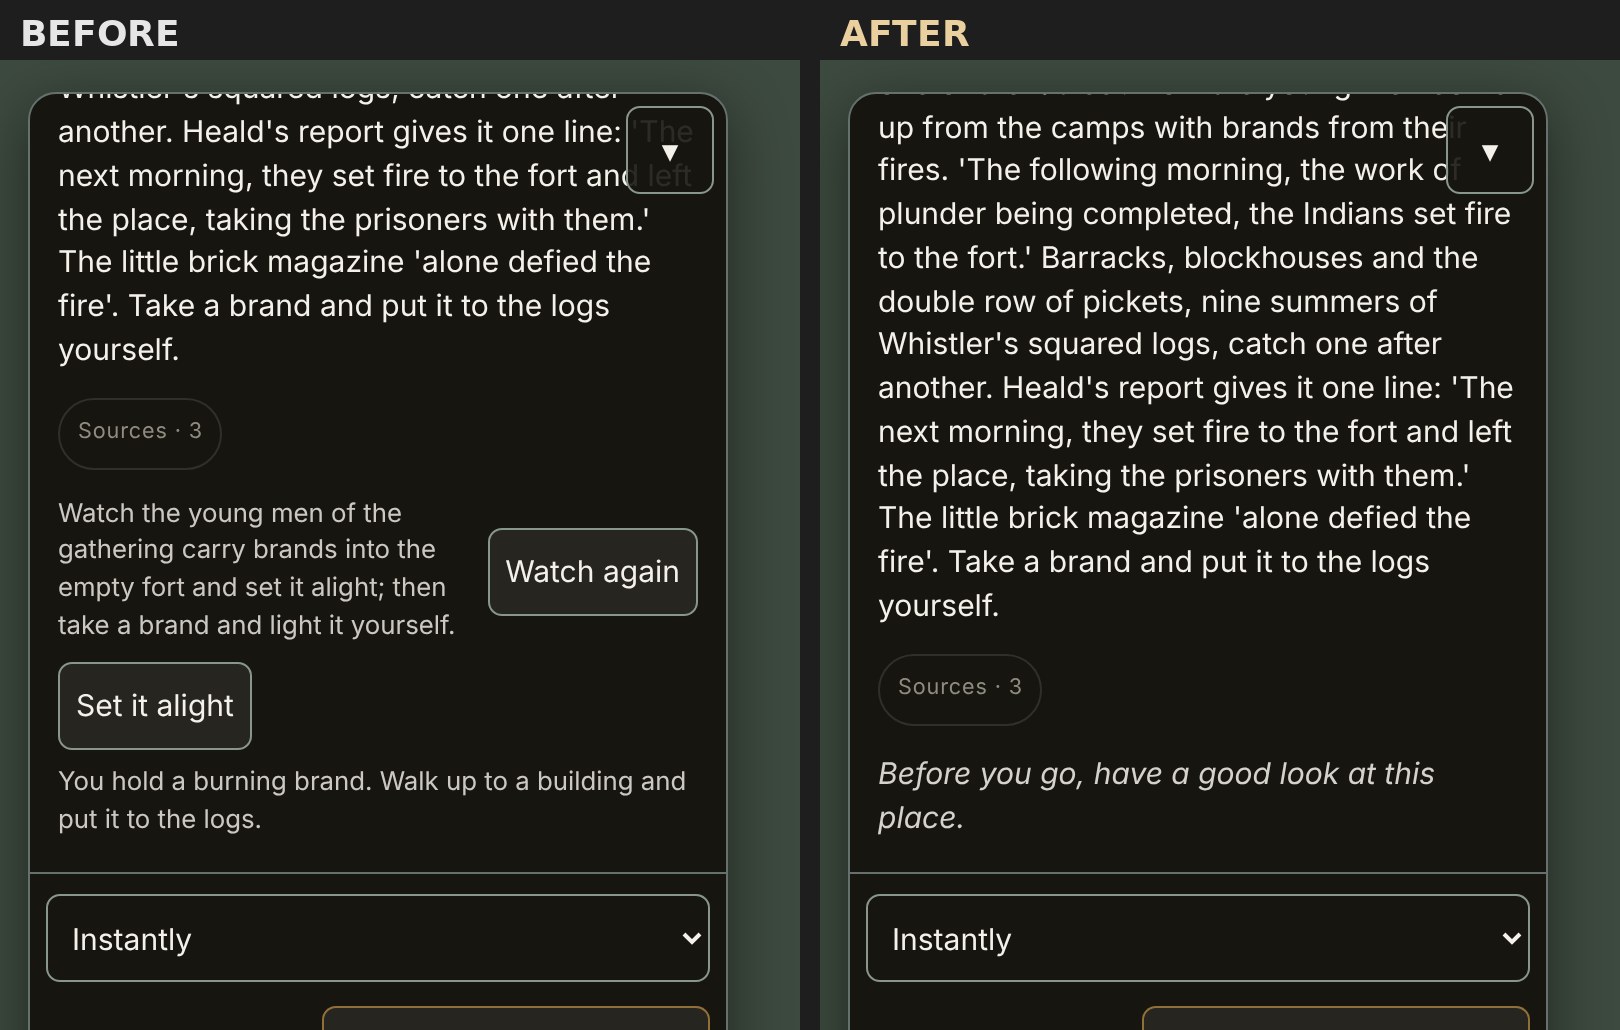 BEFORE
Whistler's squared logs, catch one after
another. Heald's report gives it one line: 'The
next morning, they set fire to the fort and left
the place, taking the prisoners with them.'
The little brick magazine 'alone defied the
fire'. Take a brand and put it to the logs
yourself.
Sources · 3
Watch the young men of the
gathering carry brands into the
empty fort and set it alight; then
take a brand and light it yourself.
Watch again
Set it alight
You hold a burning brand. Walk up to a building and
put it to the logs.
Instantly
AFTER
up from the camps with brands from their
fires. 'The following morning, the work of
plunder being completed, the Indians set fire
to the fort.' Barracks, blockhouses and the
double row of pickets, nine summers of
Whistler's squared logs, catch one after
another. Heald's report gives it one line: 'The
next morning, they set fire to the fort and left
the place, taking the prisoners with them.'
The little brick magazine 'alone defied the
fire'. Take a brand and put it to the logs
yourself.
Sources · 3
Before you go, have a good look at this
place.
Instantly